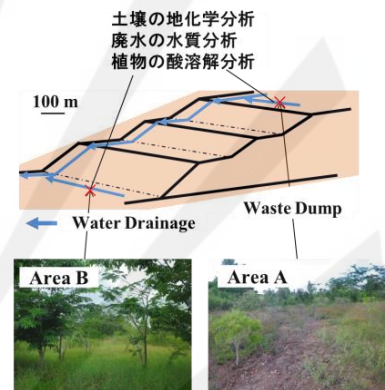 土壌の地化学分析
廃水の水質分析
植物の酸溶解分析
100 m
Water Drainage
Waste Dump
Area B
Area A